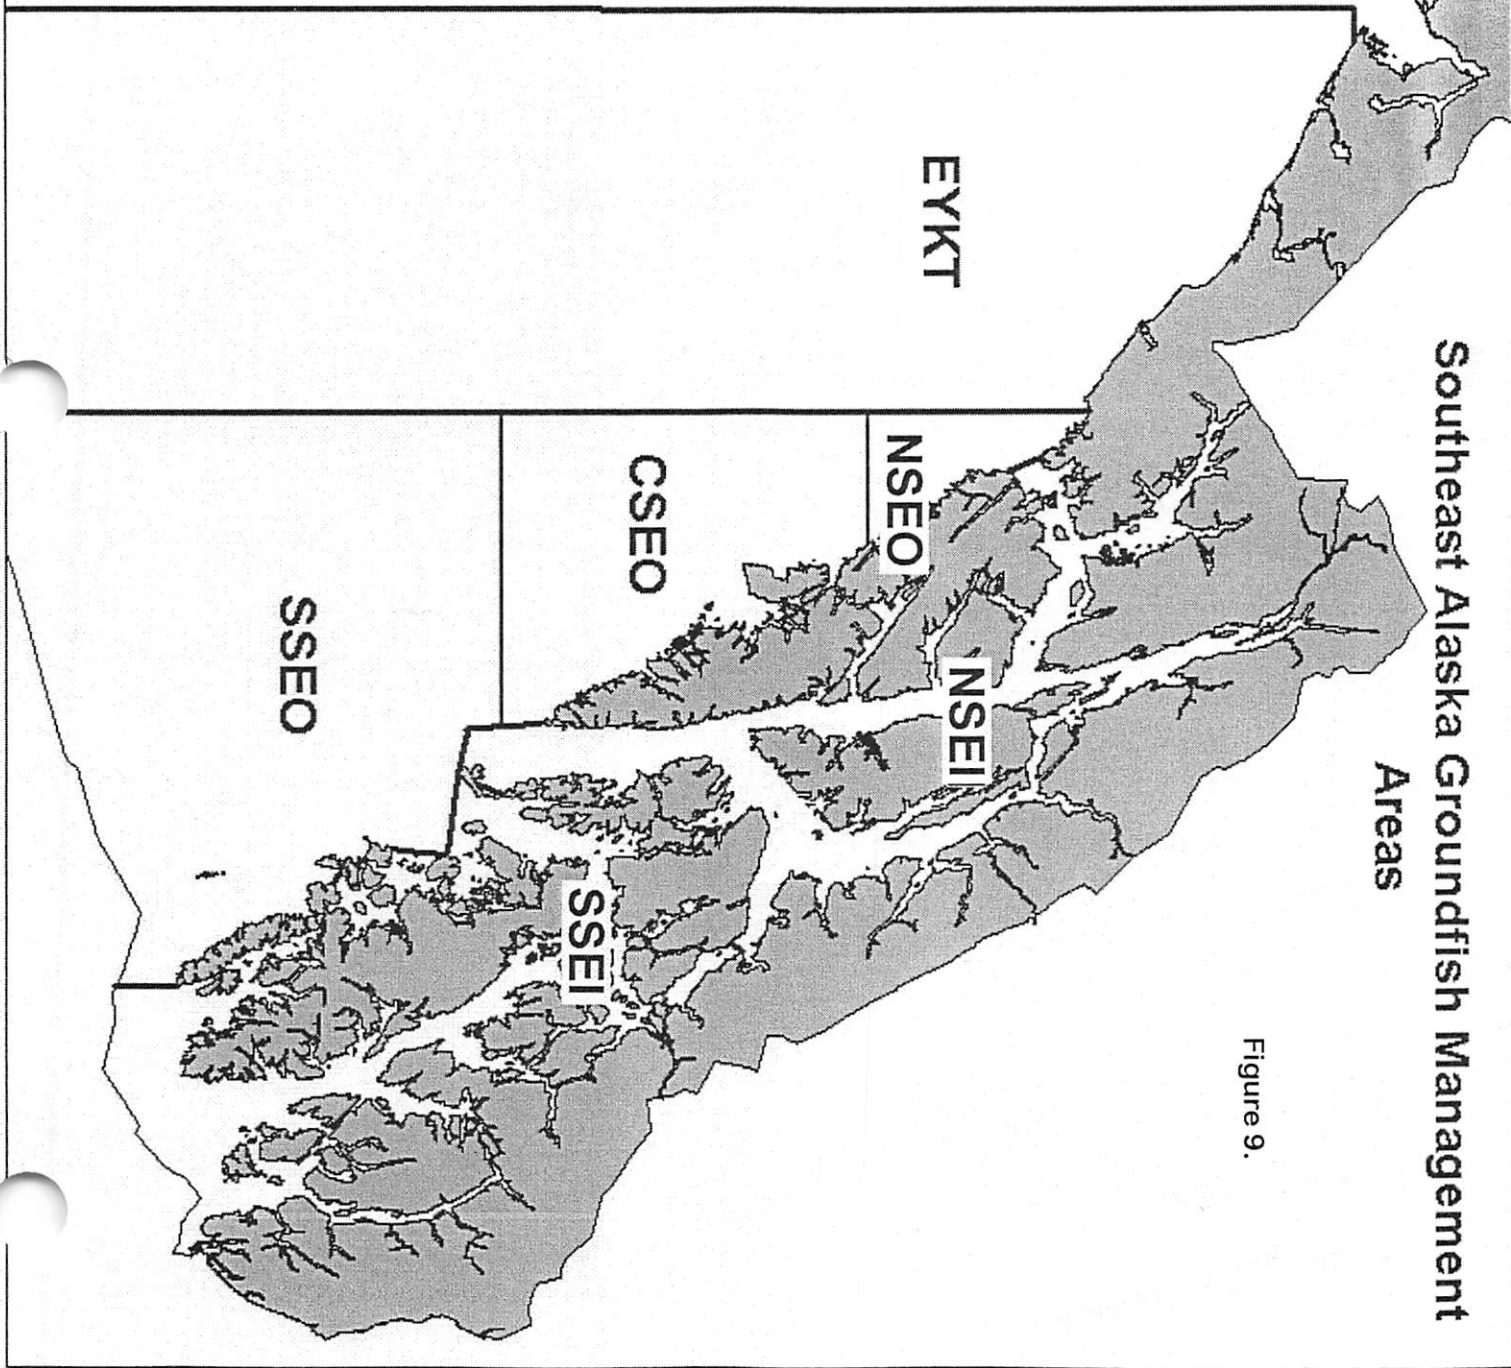 Southeast Alaska Groundfish Management
Areas
Figure 9.
EYKT
NSEO
NSEI
CSEO
SSEI
SSEO